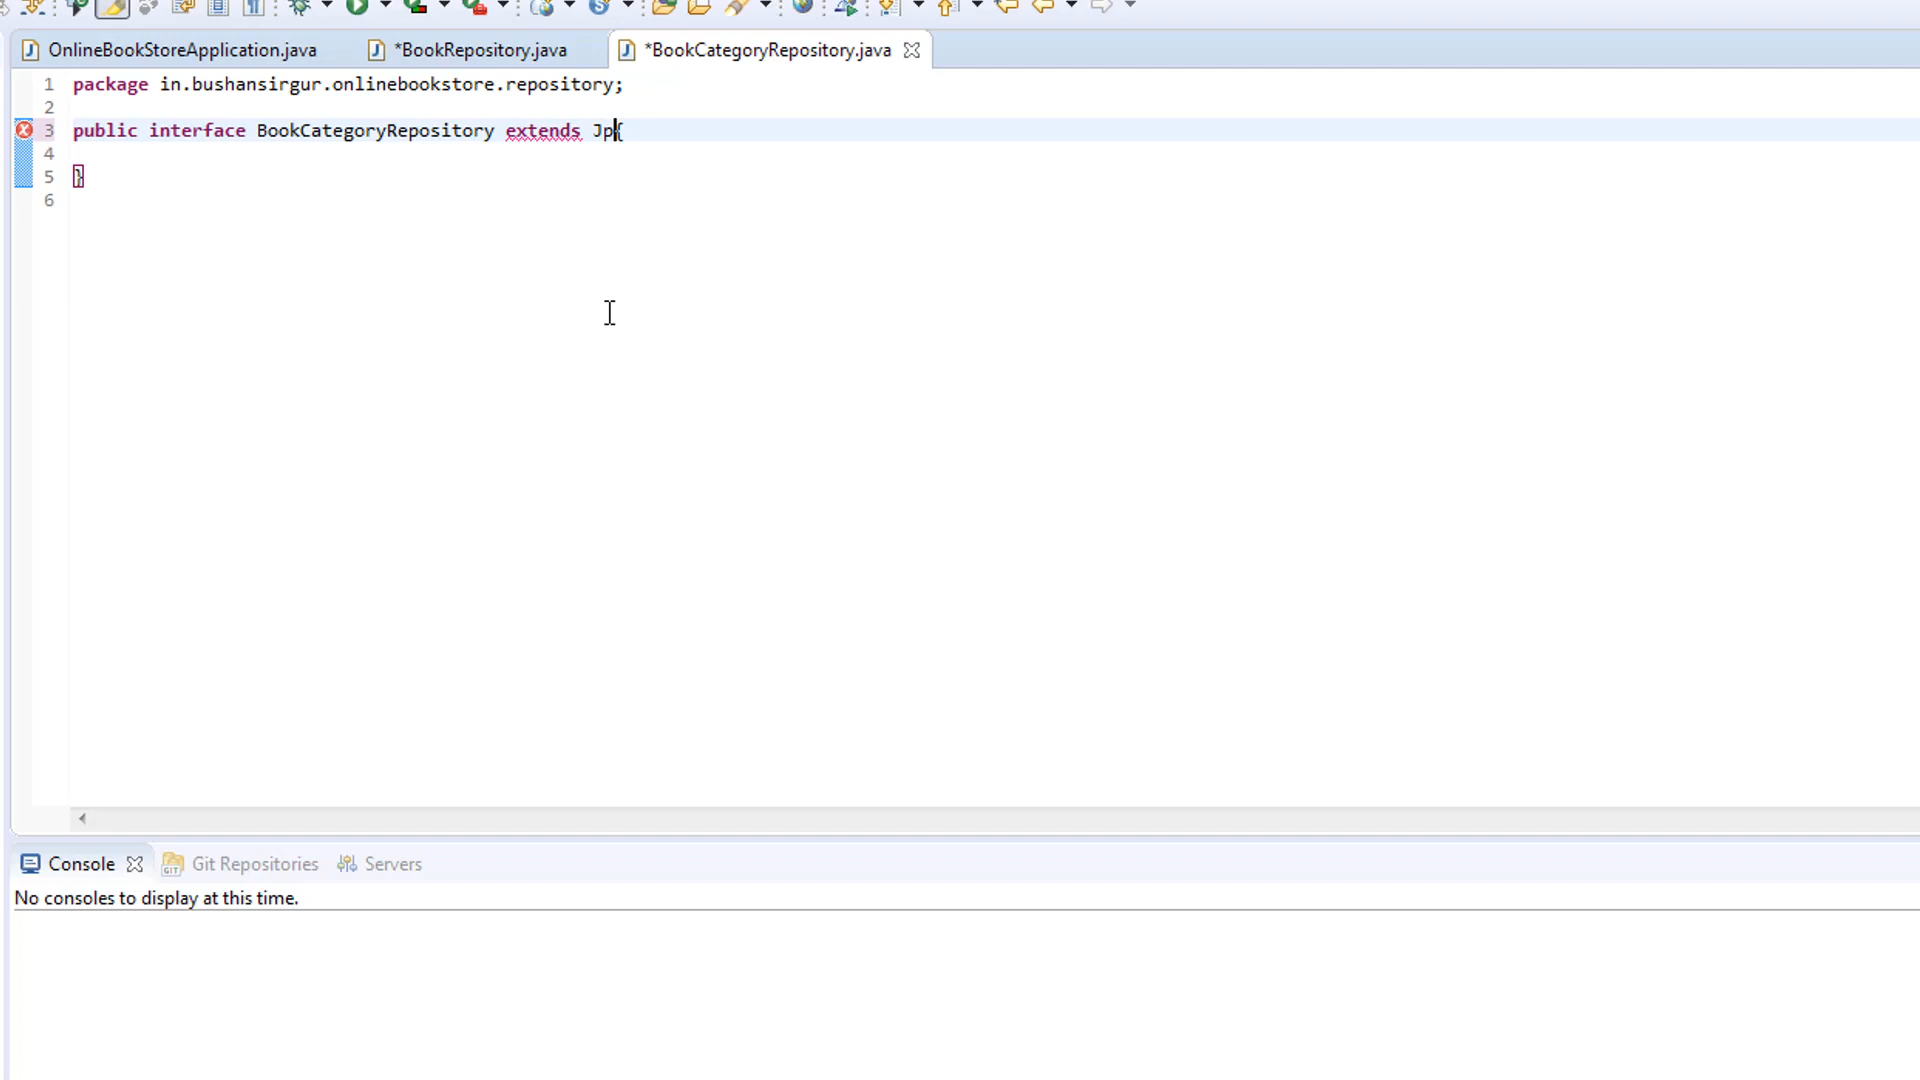 OnlineBookStoreApplication.java *BookRepository.java *BookCategoryRepository.java
1 package in.bushansirgur.onlinebookstore.repository;
2
3 public interface BookCategoryRepository extends Jp{
4
5 }
6
Console Git Repositories Servers
No consoles to display at this time.